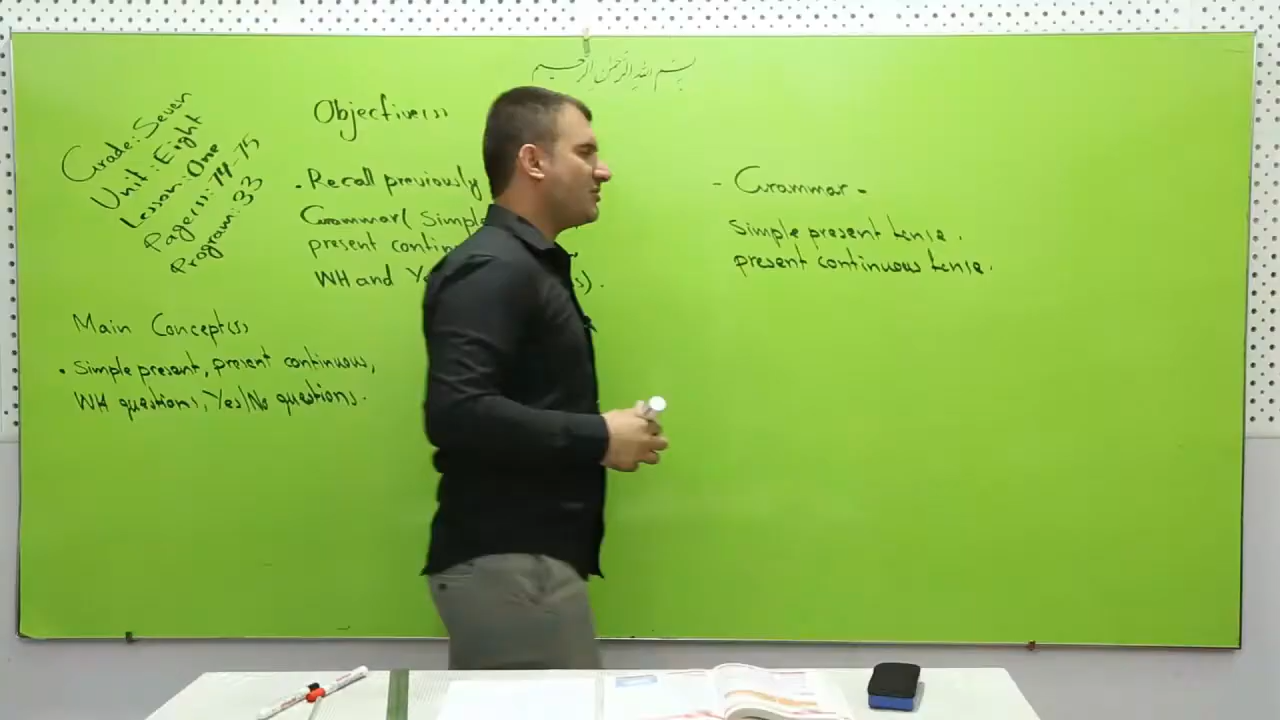 بسم الله الرحمن الرحيم
Grade: Seven
Unit: Eight
Lesson: One
Page(s): 74-75
Program: 33
Objective(s)
. Recall previously
Grammar( Simple
present contin
WH and Ye s).
Main Concept(s)
. Simple present, present continuous,
WH questions, Yes/No questions.
- Grammar -
Simple present tense.
present continuous tense.